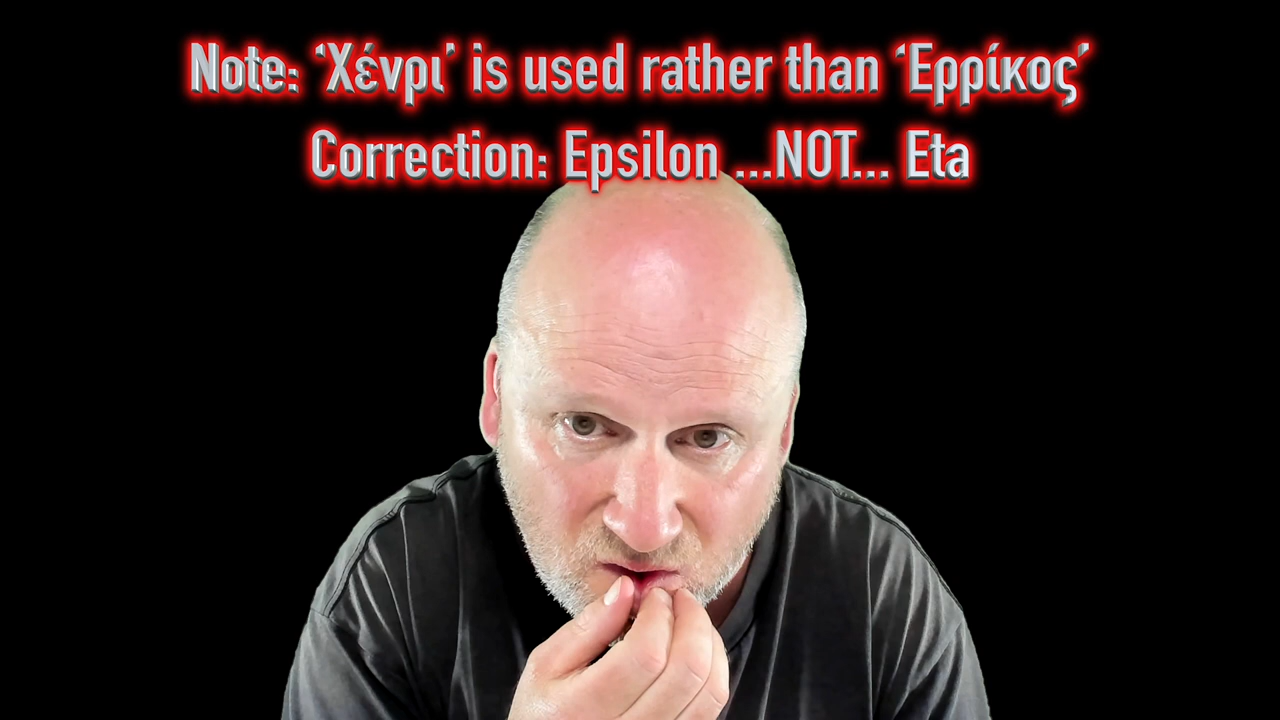 Note: ‘Χένρι’ is used rather than ‘Ερρίκος’
Correction: Epsilon ...NOT... Eta